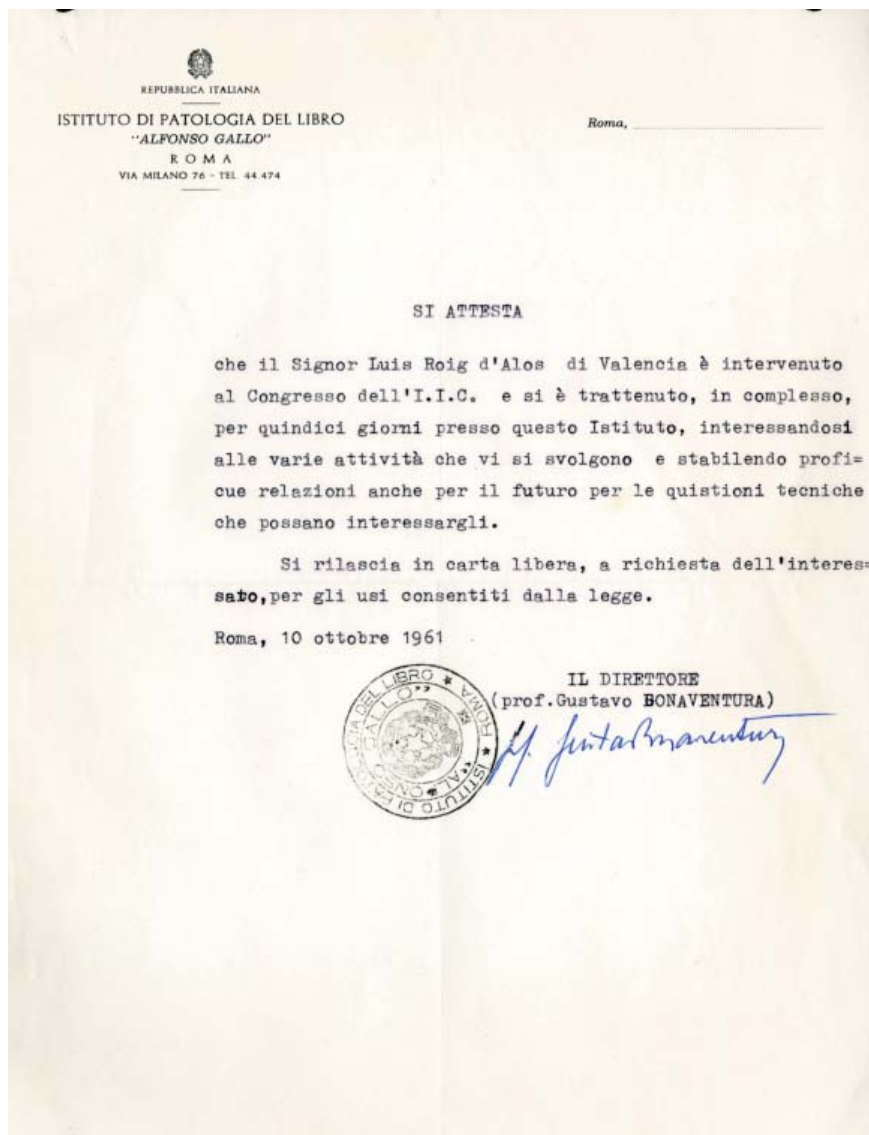 REPUBBLICA ITALIANA
ISTITUTO DI PATOLOGIA DEL LIBRO
"ALFONSO GALLO"
ROMA
VIA MILANO 76 - TEL. 44.474
Roma,
SI ATTESTA
che il Signor Luis Roig d'Alos di Valencia è intervenuto
al Congresso dell'I.I.C. e si è trattenuto, in complesso,
per quindici giorni presso questo Istituto, interessandosi
alle varie attività che vi si svolgono e stabilendo profi=
cue relazioni anche per il futuro per le quistioni tecniche
che possano interessargli.
Si rilascia in carta libera, a richiesta dell'interes=
sato,per gli usi consentiti dalla legge.
Roma, 10 ottobre 1961
IL DIRETTORE
(prof.Gustavo BONAVENTURA)
ISTITUTO DI PATOLOGIA DEL LIBRO * ROMA *
"ALFONSO GALLO"